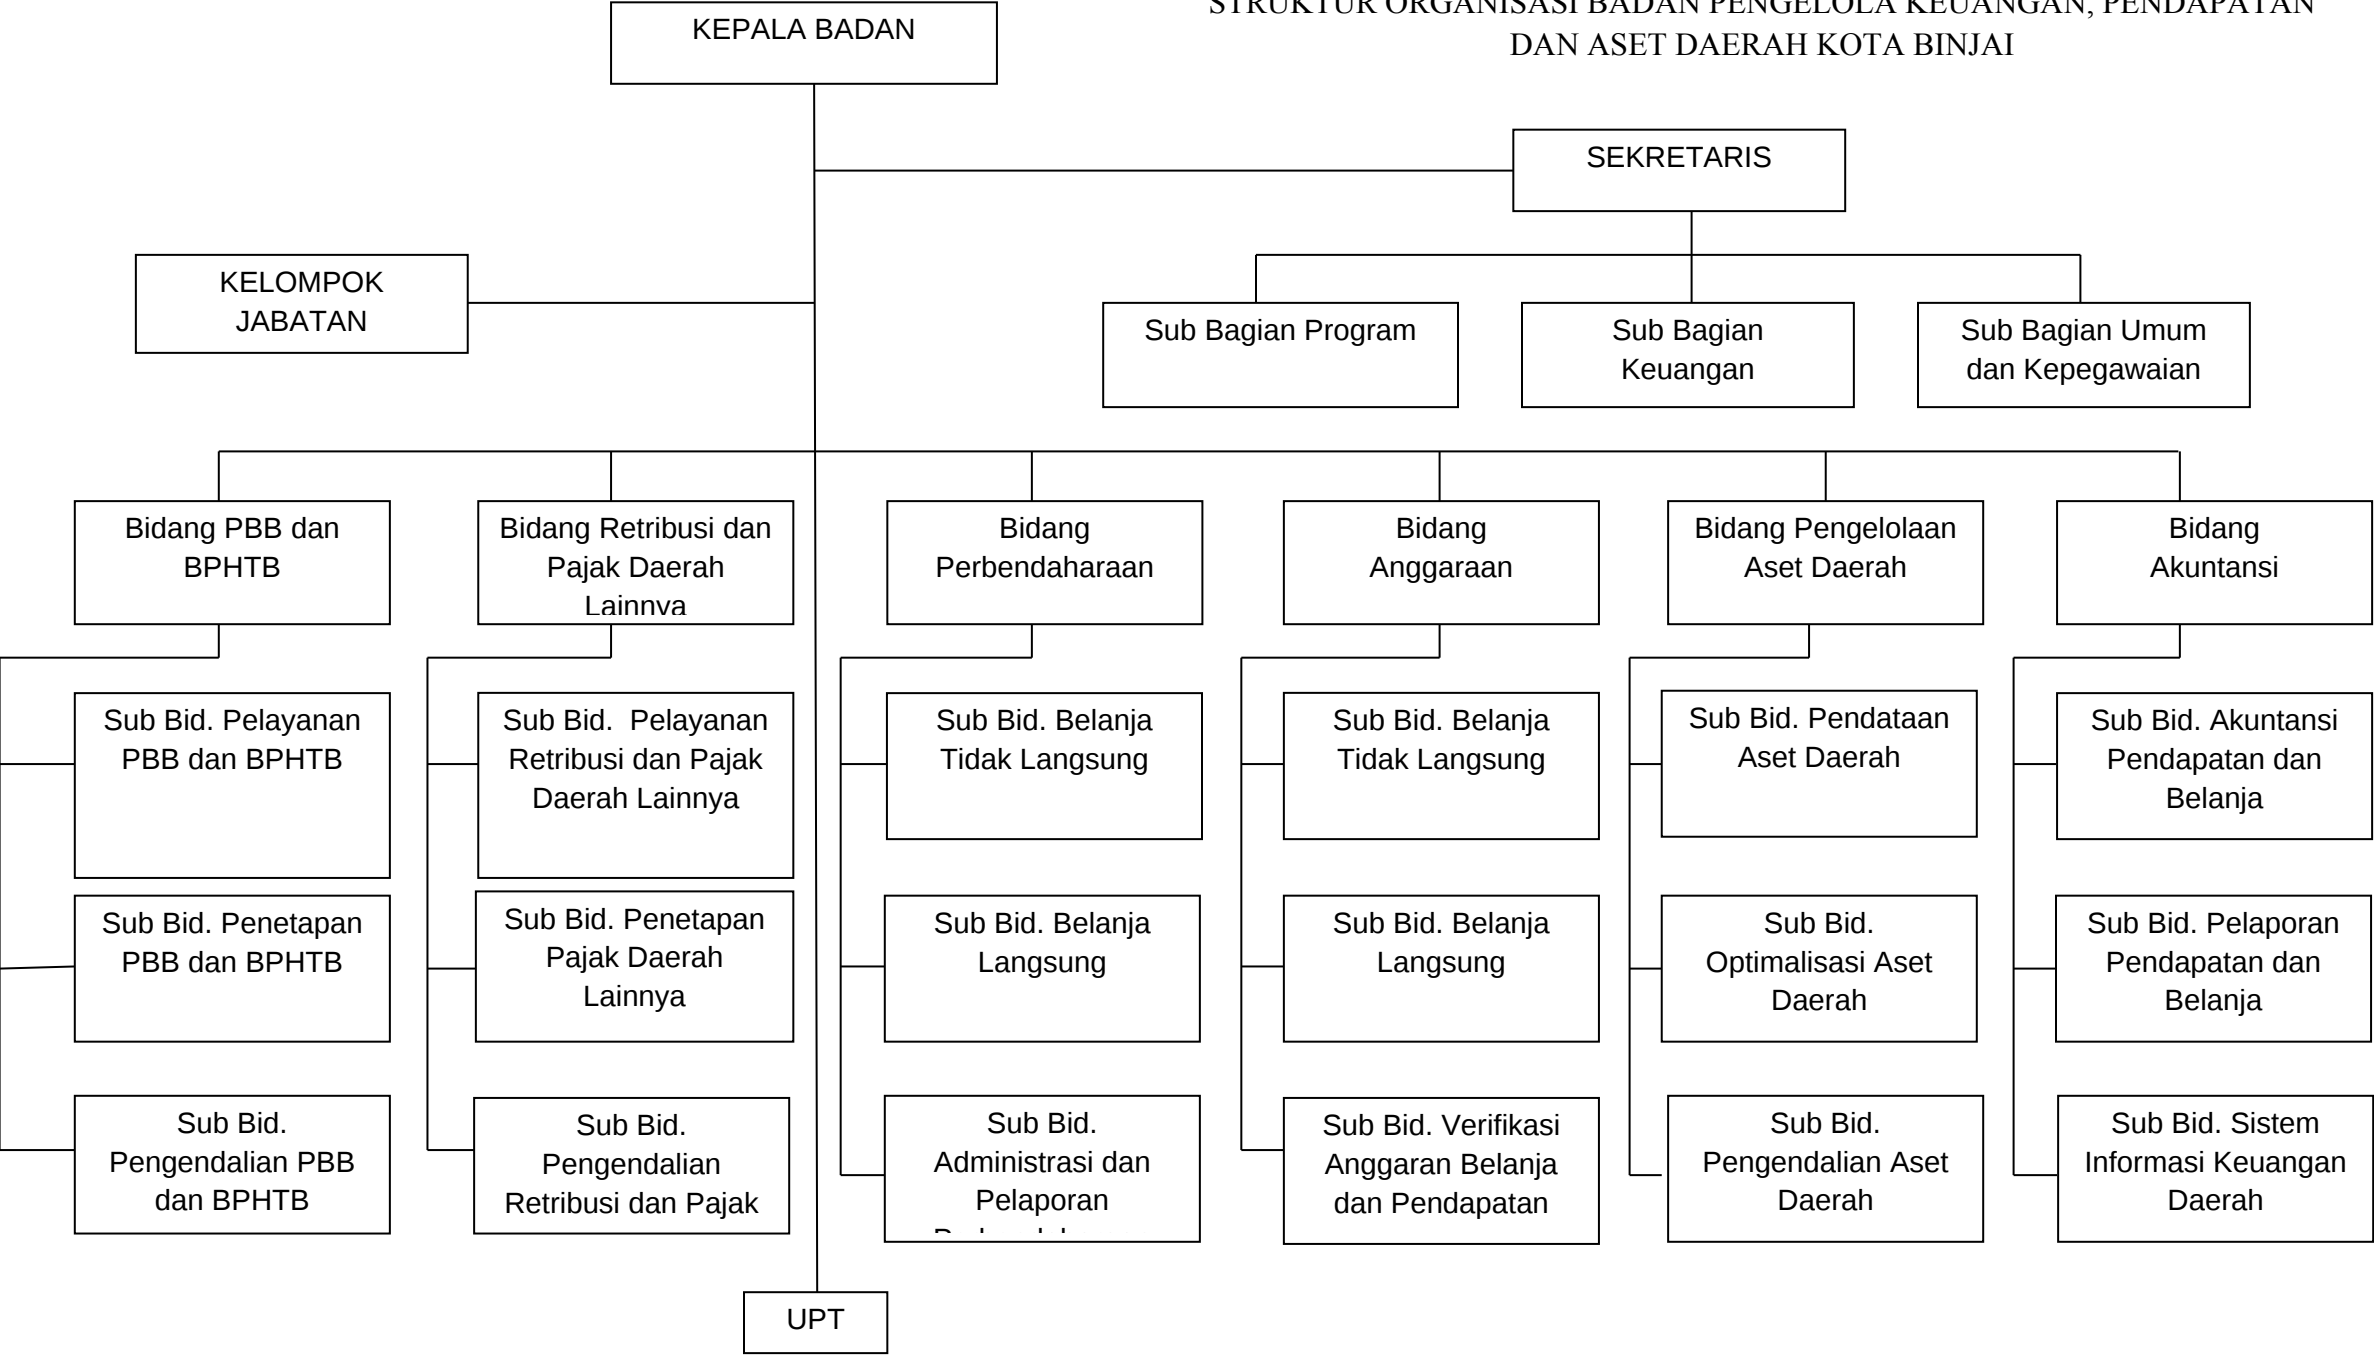 STRUKTUR ORGANISASI BADAN PENGELOLA KEUANGAN, PENDAPATAN
DAN ASET DAERAH KOTA BINJAI
KEPALA BADAN
SEKRETARIS
KELOMPOK
JABATAN
Sub Bagian Program
Sub Bagian
Keuangan
Sub Bagian Umum
dan Kepegawaian
Bidang PBB dan
BPHTB
Bidang Retribusi dan
Pajak Daerah
Lainnya
Bidang
Perbendaharaan
Bidang
Anggaraan
Bidang Pengelolaan
Aset Daerah
Bidang
Akuntansi
Sub Bid. Pelayanan
PBB dan BPHTB
Sub Bid. Pelayanan
Retribusi dan Pajak
Daerah Lainnya
Sub Bid. Belanja
Tidak Langsung
Sub Bid. Belanja
Tidak Langsung
Sub Bid. Pendataan
Aset Daerah
Sub Bid. Akuntansi
Pendapatan dan
Belanja
Sub Bid. Penetapan
PBB dan BPHTB
Sub Bid. Penetapan
Pajak Daerah
Lainnya
Sub Bid. Belanja
Langsung
Sub Bid. Belanja
Langsung
Sub Bid.
Optimalisasi Aset
Daerah
Sub Bid. Pelaporan
Pendapatan dan
Belanja
Sub Bid.
Pengendalian PBB
dan BPHTB
Sub Bid.
Pengendalian
Retribusi dan Pajak
Sub Bid.
Administrasi dan
Pelaporan
Sub Bid. Verifikasi
Anggaran Belanja
dan Pendapatan
Sub Bid.
Pengendalian Aset
Daerah
Sub Bid. Sistem
Informasi Keuangan
Daerah
UPT